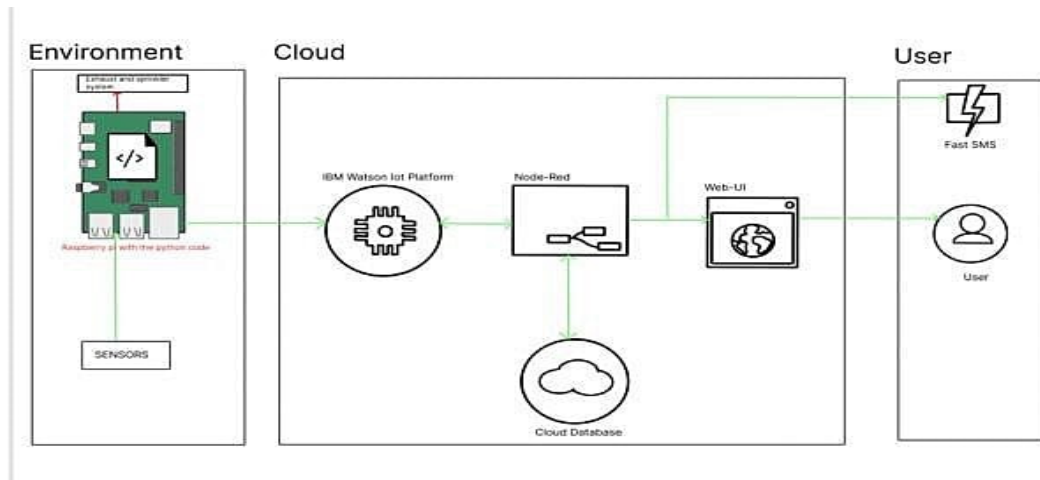 Environment
Cloud
User
Exhaust and sprinkler
system
</>
Raspberry pi with the python code
SENSORS
IBM Watson Iot Platform
Node-Red
Web-UI
Cloud Database
Fast SMS
User